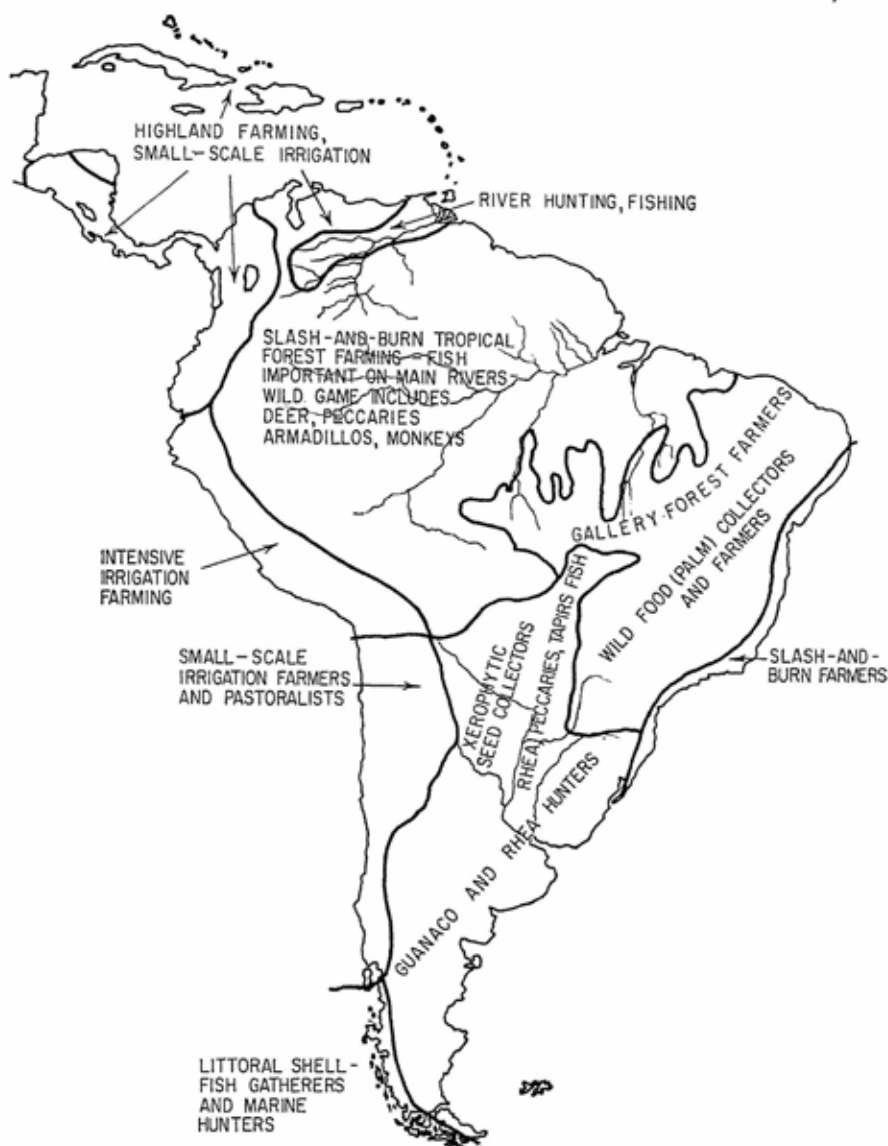 HIGHLAND FARMING,
SMALL-SCALE IRRIGATION
RIVER HUNTING, FISHING
SLASH-AND-BURN TROPICAL
FOREST FARMING - FISH
IMPORTANT ON MAIN RIVERS -
WILD GAME INCLUDES
DEER, PECCARIES
ARMADILLOS, MONKEYS
GALLERY FOREST FARMERS
WILD FOOD (PALM) COLLECTORS
AND FARMERS
INTENSIVE
IRRIGATION
FARMING
SMALL-SCALE
IRRIGATION FARMERS
AND PASTORALISTS
XEROPHYTIC
SEED COLLECTORS
RHEA, PECCARIES, TAPIRS FISH
SLASH-AND-
BURN FARMERS
GUANACO AND RHEA HUNTERS
LITTORAL SHELL-
FISH GATHERERS
AND MARINE
HUNTERS